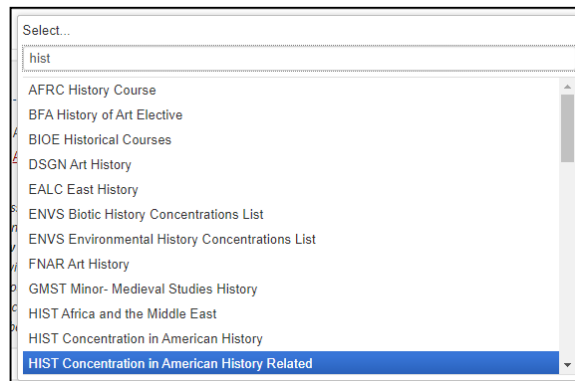 Select...
hist
AFRC History Course
BFA History of Art Elective
BIOE Historical Courses
DSGN Art History
EALC East History
ENVS Biotic History Concentrations List
ENVS Environmental History Concentrations List
FNAR Art History
GMST Minor- Medieval Studies History
HIST Africa and the Middle East
HIST Concentration in American History
HIST Concentration in American History Related